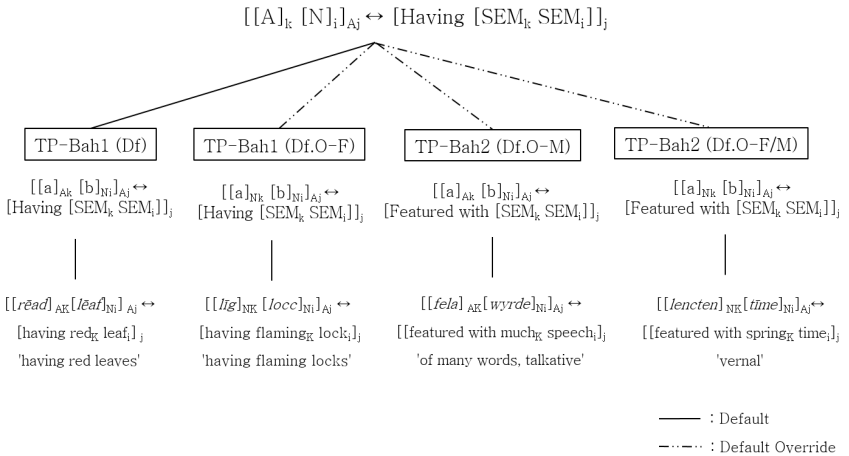 [[A]k [N]i]Aj ↔ [Having [SEMk SEMi]]j
TP-Bah1 (Df)
TP-Bah1 (Df.O-F)
TP-Bah2 (Df.O-M)
TP-Bah2 (Df.O-F/M)
[[a]Ak [b]Ni]Aj↔
[Having [SEMk SEMi]]j
[[a]Nk [b]Ni]Aj↔
[Having [SEMk SEMi]]j
[[a]Ak [b]Ni]Aj↔
[Featured with [SEMk SEMi]]j
[[a]Nk [b]Ni]Aj↔
[Featured with [SEMk SEMi]]j
[[rēad] AK[lēaf]Ni] Aj ↔
[having redK leafi] j
'having red leaves'
[[līg]NK [locc]Ni]Aj ↔
[having flamingK locki]j
'having flaming locks'
[[fela] AK[wyrde]Ni]Aj↔
[[featured with muchK speechi]j
'of many words, talkative'
[[lencten] NK[tīme]Ni]Aj↔
[[featured with springK timei]j
'vernal'
: Default
: Default Override